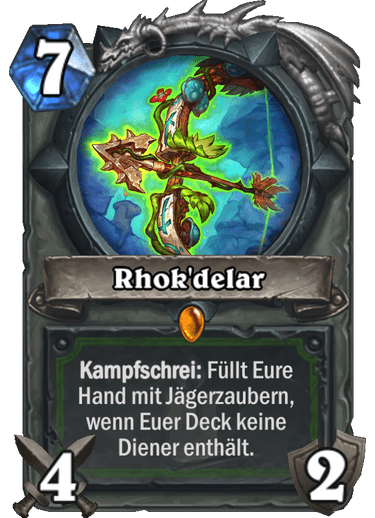 7
Rhok'delar
Kampfschrei: Füllt Eure
Hand mit Jägerzaubern,
wenn Euer Deck keine
Diener enthält.
4
2